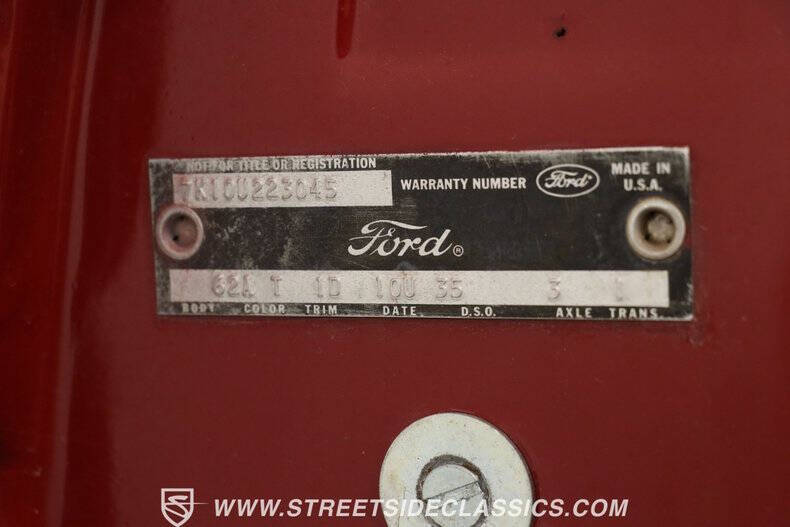 NOT FOR TITLE OR REGISTRATION
7K10U223045
WARRANTY NUMBER
Ford
MADE IN
U.S.A.
Ford®
62A T 1D 10U 35 3 1
BODY COLOR TRIM DATE D.S.O. AXLE TRANS.
WWW.STREETSIDECLASSICS.COM